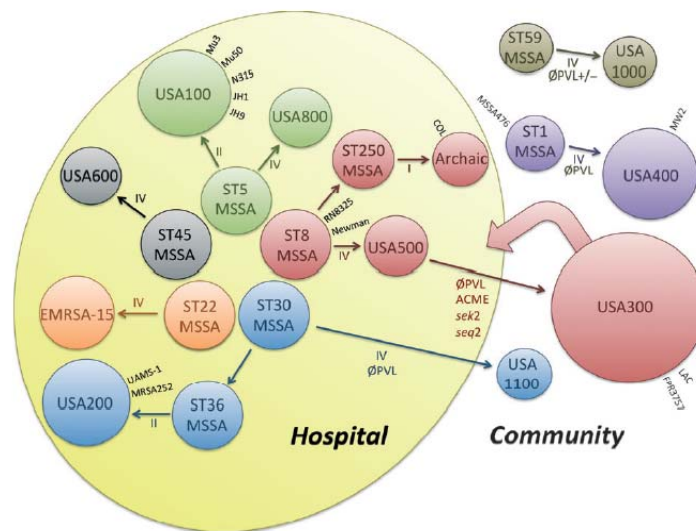 Mu3
Mu50
N315
JH1
JH9
USA100
USA800
II
IV
ST5
MSSA
USA600
IV
ST45
MSSA
ST250
MSSA
I
COL
Archaic
RN8325
Newman
ST8
MSSA
IV
USA500
EMRSA-15
IV
ST22
MSSA
ST30
MSSA
UAMS-1
MRSA252
USA200
II
ST36
MSSA
IV
ØPVL
USA
1100
Hospital
Community
ST59
MSSA
IV
ØPVL+/−
USA
1000
MSSA476
ST1
MSSA
IV
ØPVL
MW2
USA400
ØPVL
ACME
sek2
seq2
USA300
LAC
FPR3757